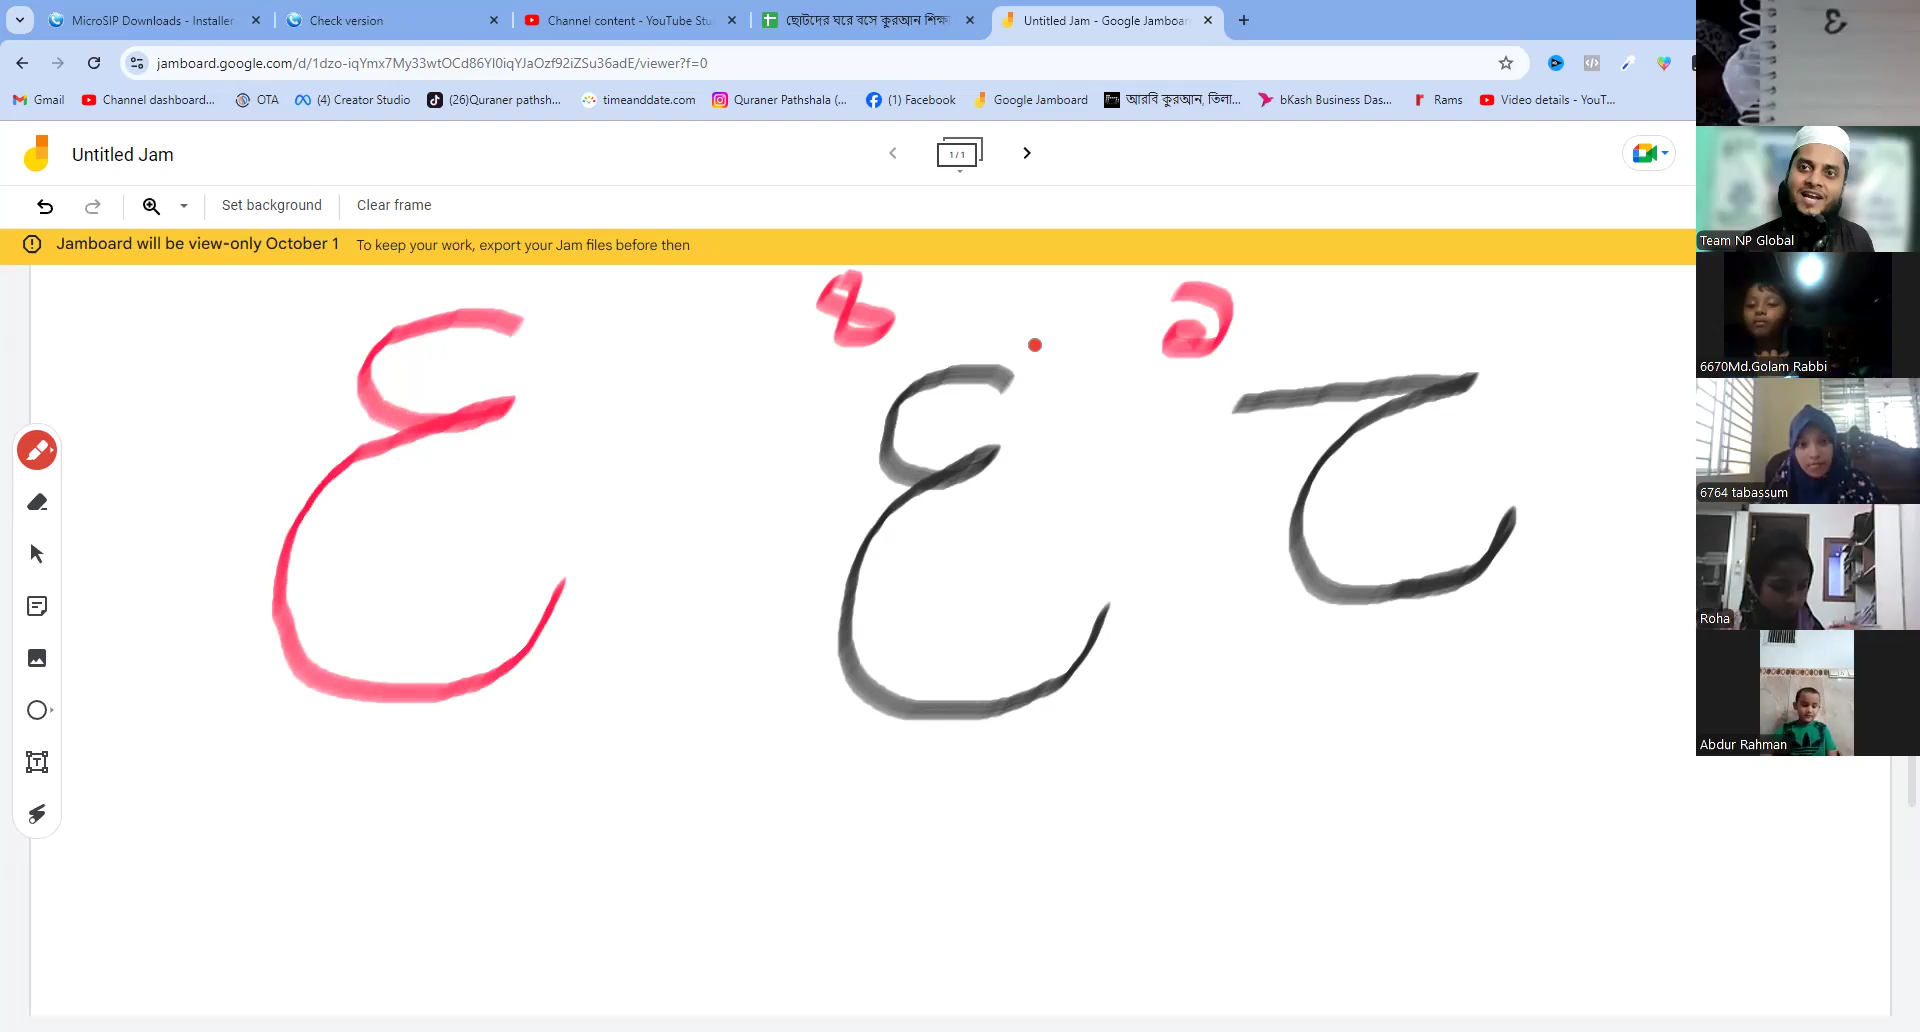 MicroSIP Downloads - Installer
Check version
Channel content - YouTube Stu
ছোটদের ঘরে বসে কুরআন শিক্ষা
Untitled Jam - Google Jamboar
jamboard.google.com/d/1dzo-iqYmx7My33wtOCd86Yl0iqYJaOzf92iZSu36adE/viewer?f=0
Gmail
Channel dashboard...
OTA
(4) Creator Studio
(26)Quraner pathsh...
timeanddate.com
Quraner Pathshala (...
(1) Facebook
Google Jamboard
আরবি কুরআন, তিলা...
bKash Business Das...
Rams
Video details - YouT...
Untitled Jam
1/1
Set background
Clear frame
Jamboard will be view-only October 1 To keep your work, export your Jam files before then
৪ ৯
ع ع ح
ع
Team NP Global
6670Md.Golam Rabbi
6764 tabassum
Roha
Abdur Rahman